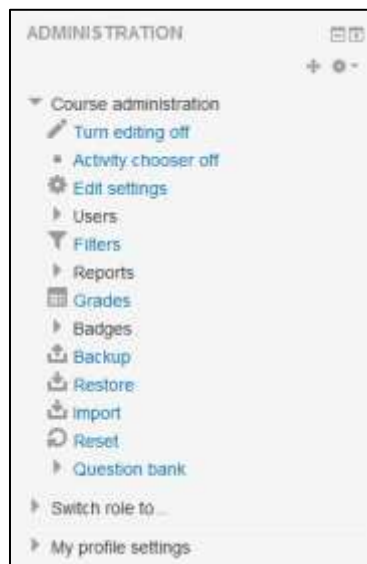 ADMINISTRATION
Course administration
Turn editing off
Activity chooser off
Edit settings
Users
Filters
Reports
Grades
Badges
Backup
Restore
Import
Reset
Question bank
Switch role to...
My profile settings